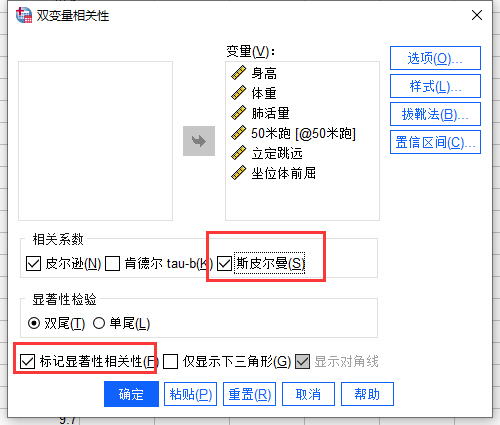 双变量相关性
变量(V)：
身高
体重
肺活量
50米跑 [@50米跑]
立定跳远
坐位体前屈
选项(O)...
样式(L)...
拔靴法(B)...
置信区间(C)...
相关系数
皮尔逊(N) 肯德尔 tau-b(K) 斯皮尔曼(S)
显著性检验
双尾(T) 单尾(L)
标记显著性相关性(F) 仅显示下三角形(G) 显示对角线
确定 粘贴(P) 重置(R) 取消 帮助
9.7